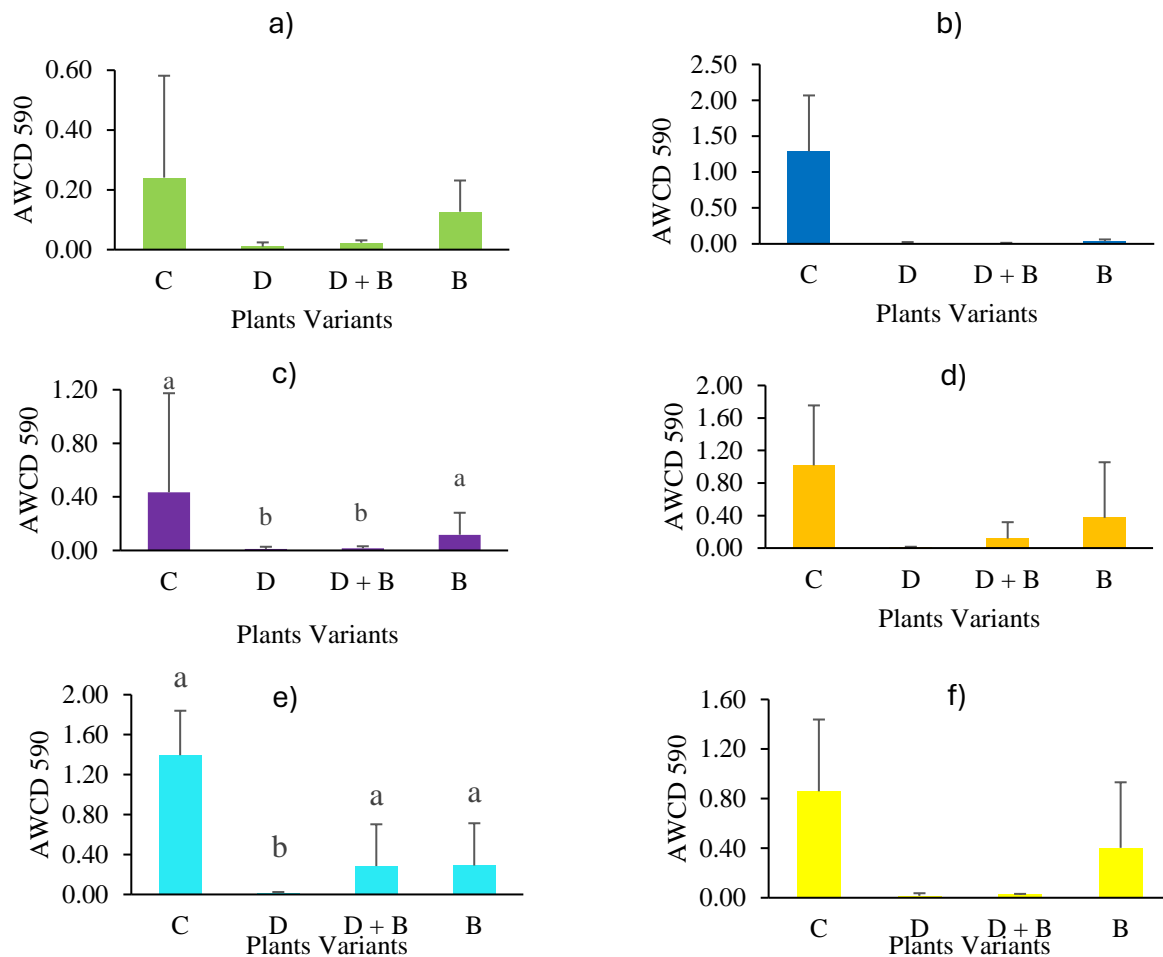 a)
0.60
0.40
0.20
0.00
AWCD 590
C D D + B B
Plants Variants
b)
2.50
2.00
1.50
1.00
0.50
0.00
AWCD 590
C D D + B B
Plants Variants
c)
1.20
0.80
0.40
0.00
AWCD 590
a b b a
C D D + B B
Plants Variants
d)
2.00
1.60
1.20
0.80
0.40
0.00
AWCD 590
C D D + B B
Plants Variants
e)
2.00
1.60
1.20
0.80
0.40
0.00
AWCD 590
a b a a
C D D + B B
Plants Variants
f)
1.60
1.20
0.80
0.40
0.00
AWCD 590
C D D + B B
Plants Variants